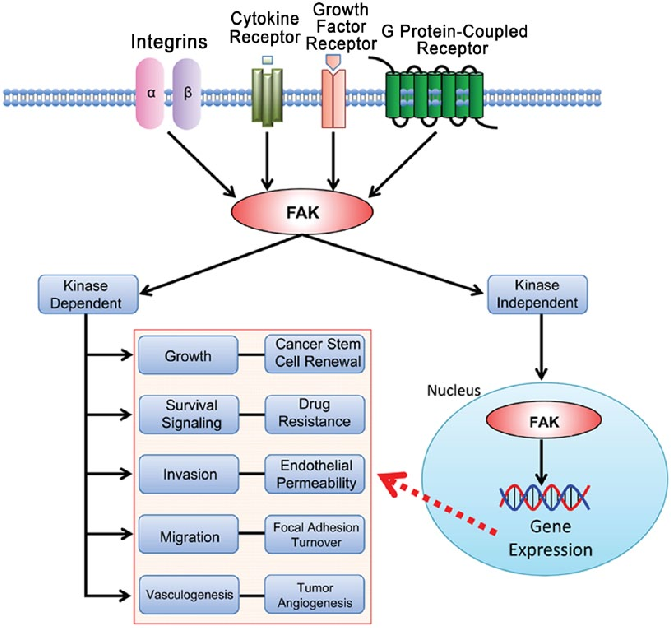 Integrins
Cytokine
Receptor
Growth
Factor
Receptor
G Protein-Coupled
Receptor
α
β
FAK
Kinase
Dependent
Kinase
Independent
Growth
Cancer Stem
Cell Renewal
Survival
Signaling
Drug
Resistance
Invasion
Endothelial
Permeability
Migration
Focal Adhesion
Turnover
Vasculogenesis
Tumor
Angiogenesis
Nucleus
FAK
Gene
Expression